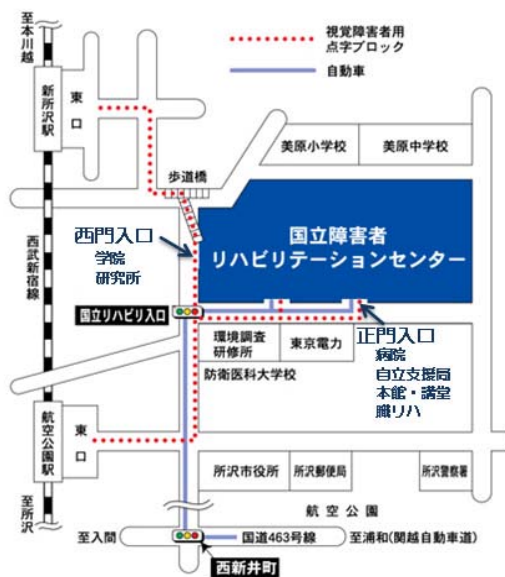 至本川越
視覚障害者用
点字ブロック
自動車
新所沢駅
東口
美原小学校
美原中学校
歩道橋
西門入口
学院
研究所
国立障害者
リハビリテーションセンター
西武新宿線
国立リハビリ入口
環境調査
研修所
東京電力
正門入口
病院
自立支援局
本館・講堂
職リハ
防衛医科大学校
航空公園駅
東口
所沢市役所
所沢郵便局
所沢警察署
至所沢
航空公園
至入間
国道463号線
至浦和(関越自動車道)
西新井町